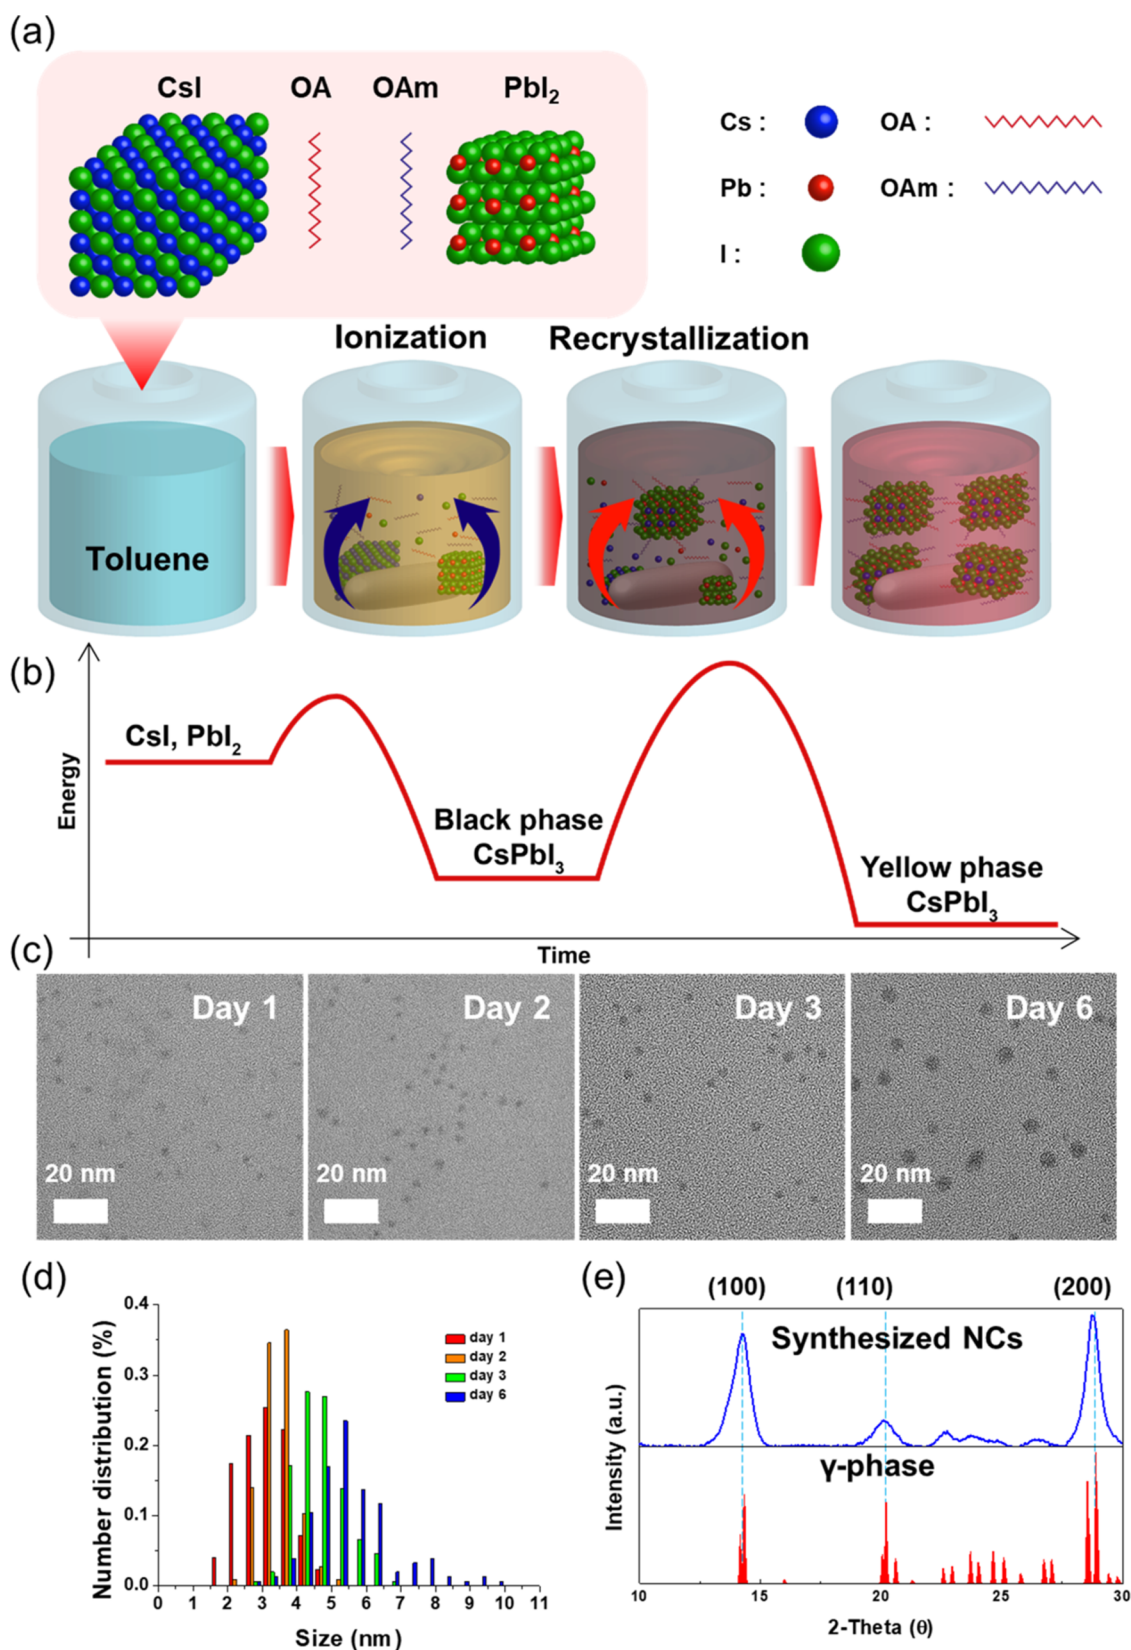 (a)
CsI OA OAm PbI₂
Cs : OA :
Pb : OAm :
I :
Ionization Recrystallization
Toluene
(b)
Energy
CsI, PbI₂
Black phase
CsPbI₃
Yellow phase
CsPbI₃
Time
(c)
Day 1 Day 2 Day 3 Day 6
20 nm 20 nm 20 nm 20 nm
(d)
Number distribution (%)
0.4
0.3
0.2
0.1
0.0
day 1
day 2
day 3
day 6
0 1 2 3 4 5 6 7 8 9 10 11
Size (nm)
(e)
(100) (110) (200)
Synthesized NCs
γ-phase
Intensity (a.u.)
10 15 20 25 30
2-Theta (θ)